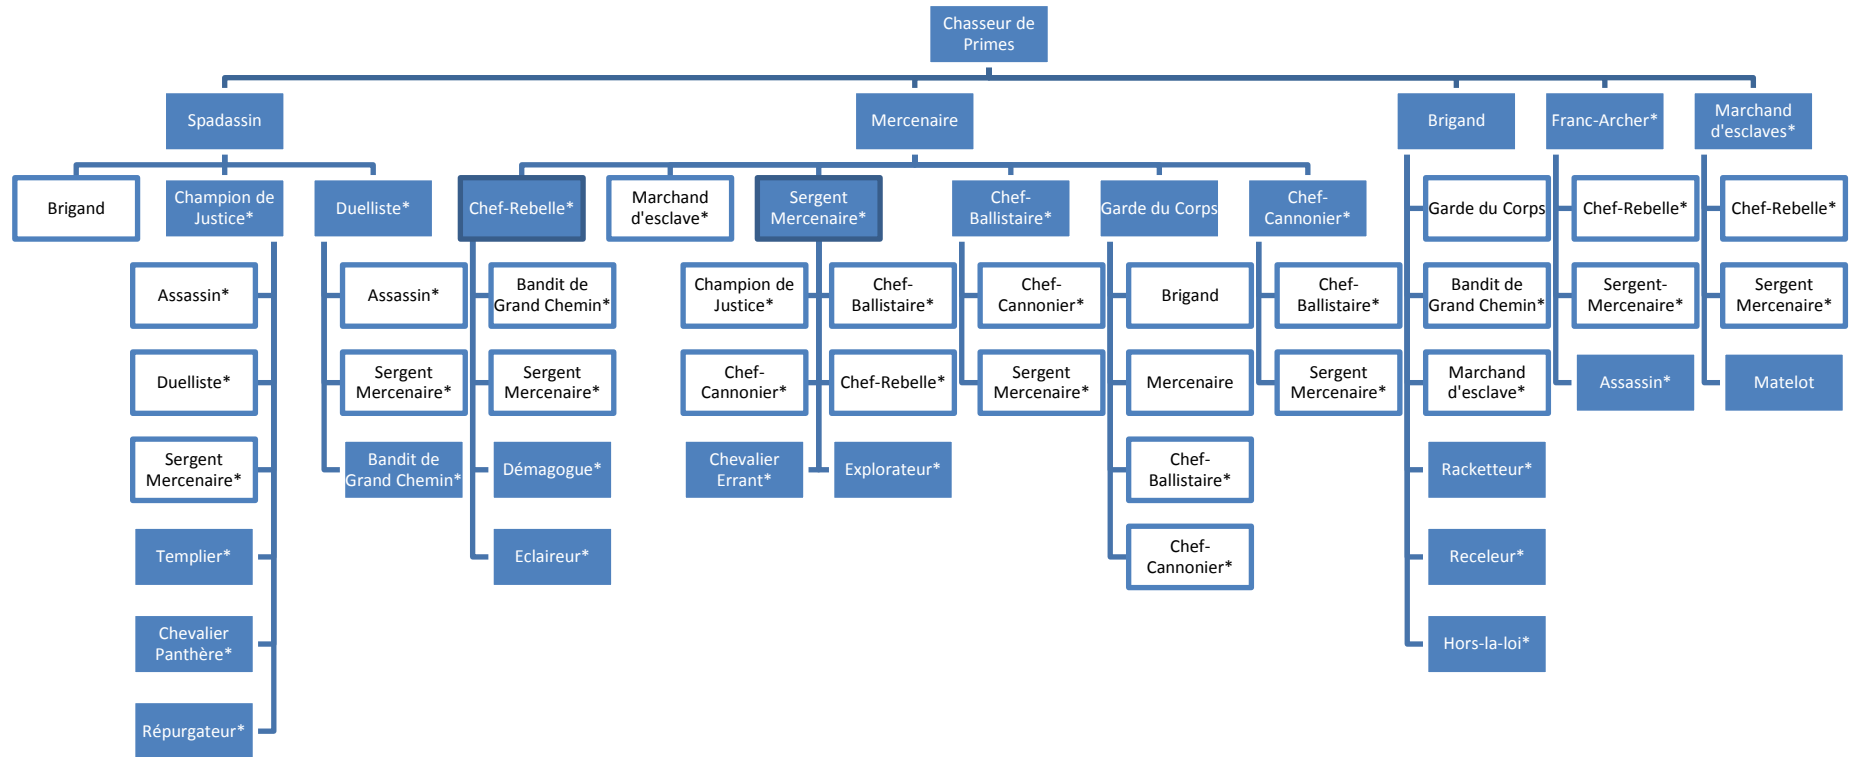 Chasseur de
Primes
Spadassin
Mercenaire
Brigand
Franc-Archer*
Marchand
d'esclaves*
Brigand
Champion de
Justice*
Duelliste*
Chef-Rebelle*
Marchand
d'esclave*
Sergent
Mercenaire*
Chef-
Ballistaire*
Garde du Corps
Chef-
Cannonier*
Garde du Corps
Chef-Rebelle*
Chef-Rebelle*
Assassin*
Assassin*
Bandit de
Grand Chemin*
Champion de
Justice*
Chef-
Ballistaire*
Chef-
Cannonier*
Brigand
Chef-
Ballistaire*
Bandit de
Grand Chemin*
Sergent-
Mercenaire*
Sergent
Mercenaire*
Duelliste*
Sergent
Mercenaire*
Sergent
Mercenaire*
Chef-
Cannonier*
Chef-Rebelle*
Sergent
Mercenaire*
Mercenaire
Sergent
Mercenaire*
Marchand
d'esclave*
Assassin*
Matelot
Sergent
Mercenaire*
Bandit de
Grand Chemin*
Démagogue*
Chevalier
Errant*
Explorateur*
Chef-
Ballistaire*
Racketteur*
Templier*
Eclaireur*
Chef-
Cannonier*
Receleur*
Chevalier
Panthère*
Hors-la-loi*
Répurgateur*